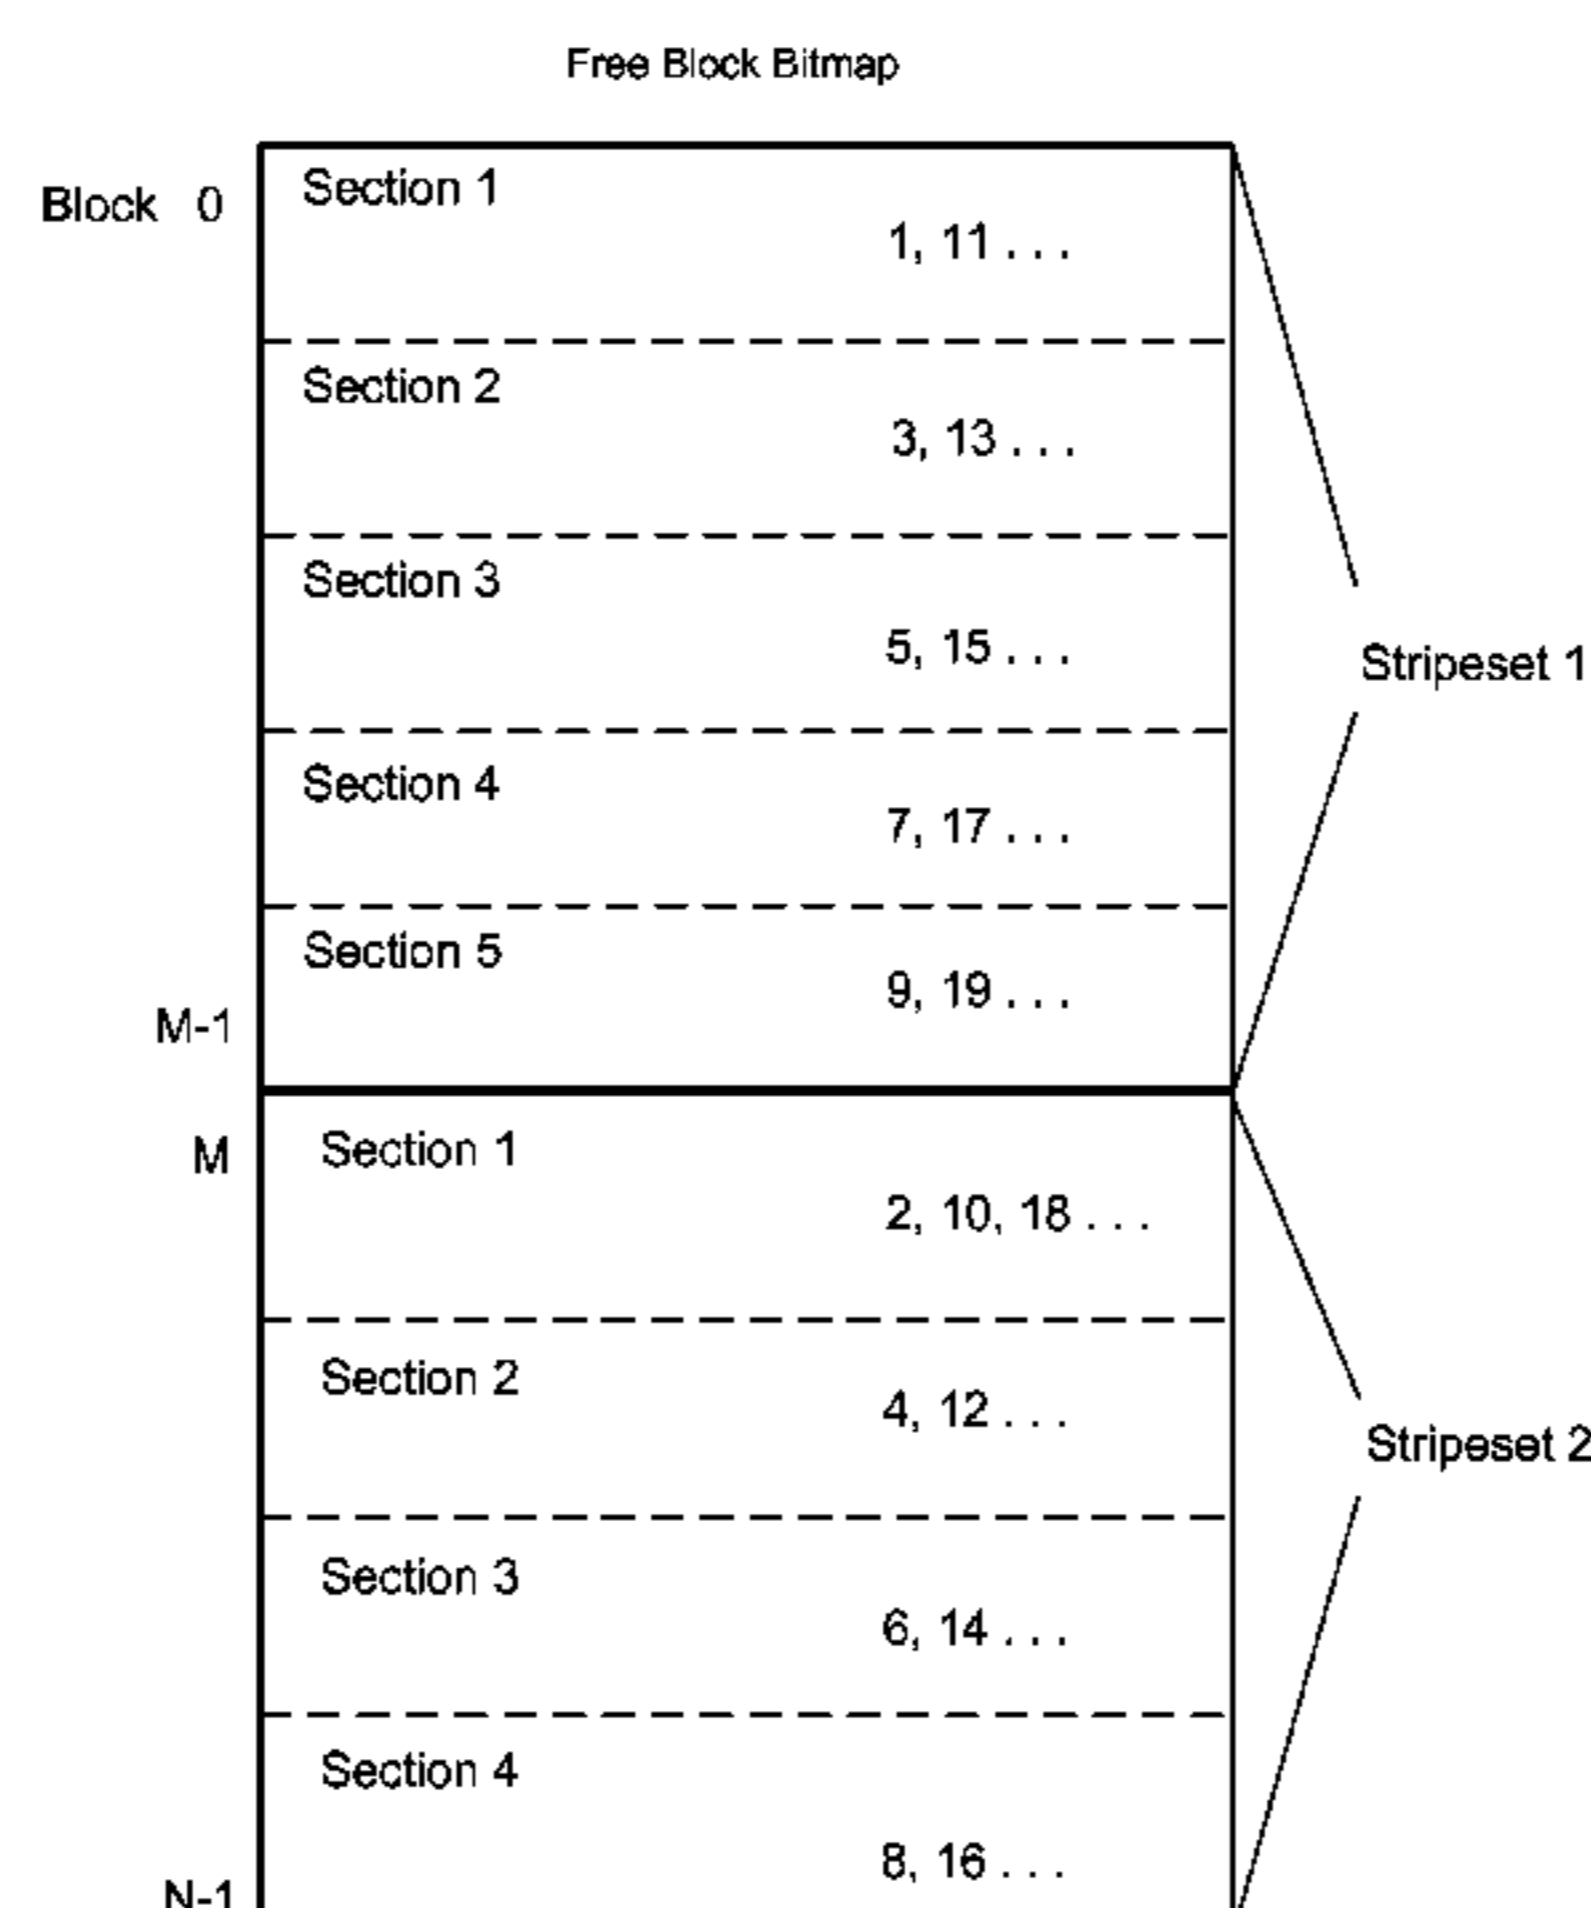 Free Block Bitmap
Block 0
Section 1
1, 11 . . .
Section 2
3, 13 . . .
Section 3
5, 15 . . .
Stripeset 1
Section 4
7, 17 . . .
Section 5
9, 19 . . .
M-1
M
Section 1
2, 10, 18 . . .
Section 2
4, 12 . . .
Stripeset 2
Section 3
6, 14 . . .
Section 4
8, 16 . . .
N-1